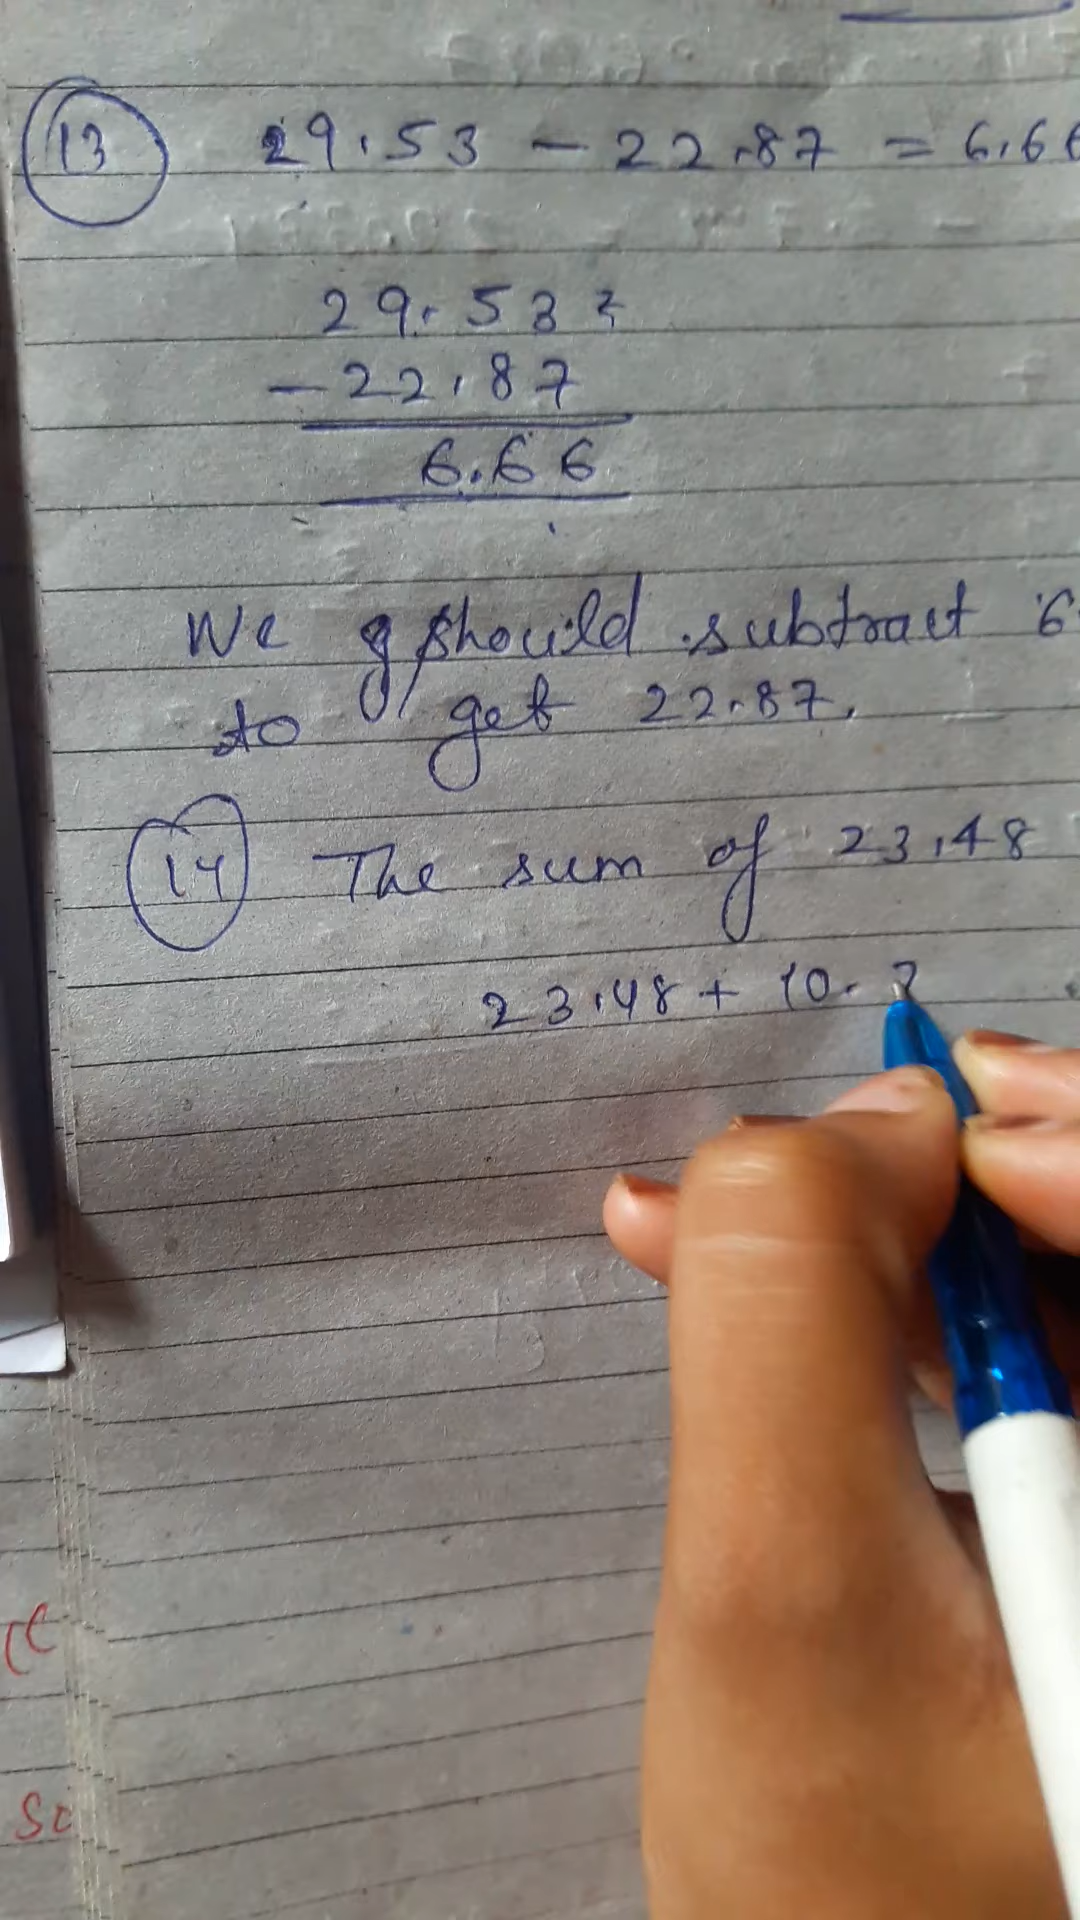 13 29.53 - 22.87 = 6.66
29.53
- 22.87
6.66
We should subtract 6.
to get 22.87.
14 The sum of 23.48
23.48 + 10.